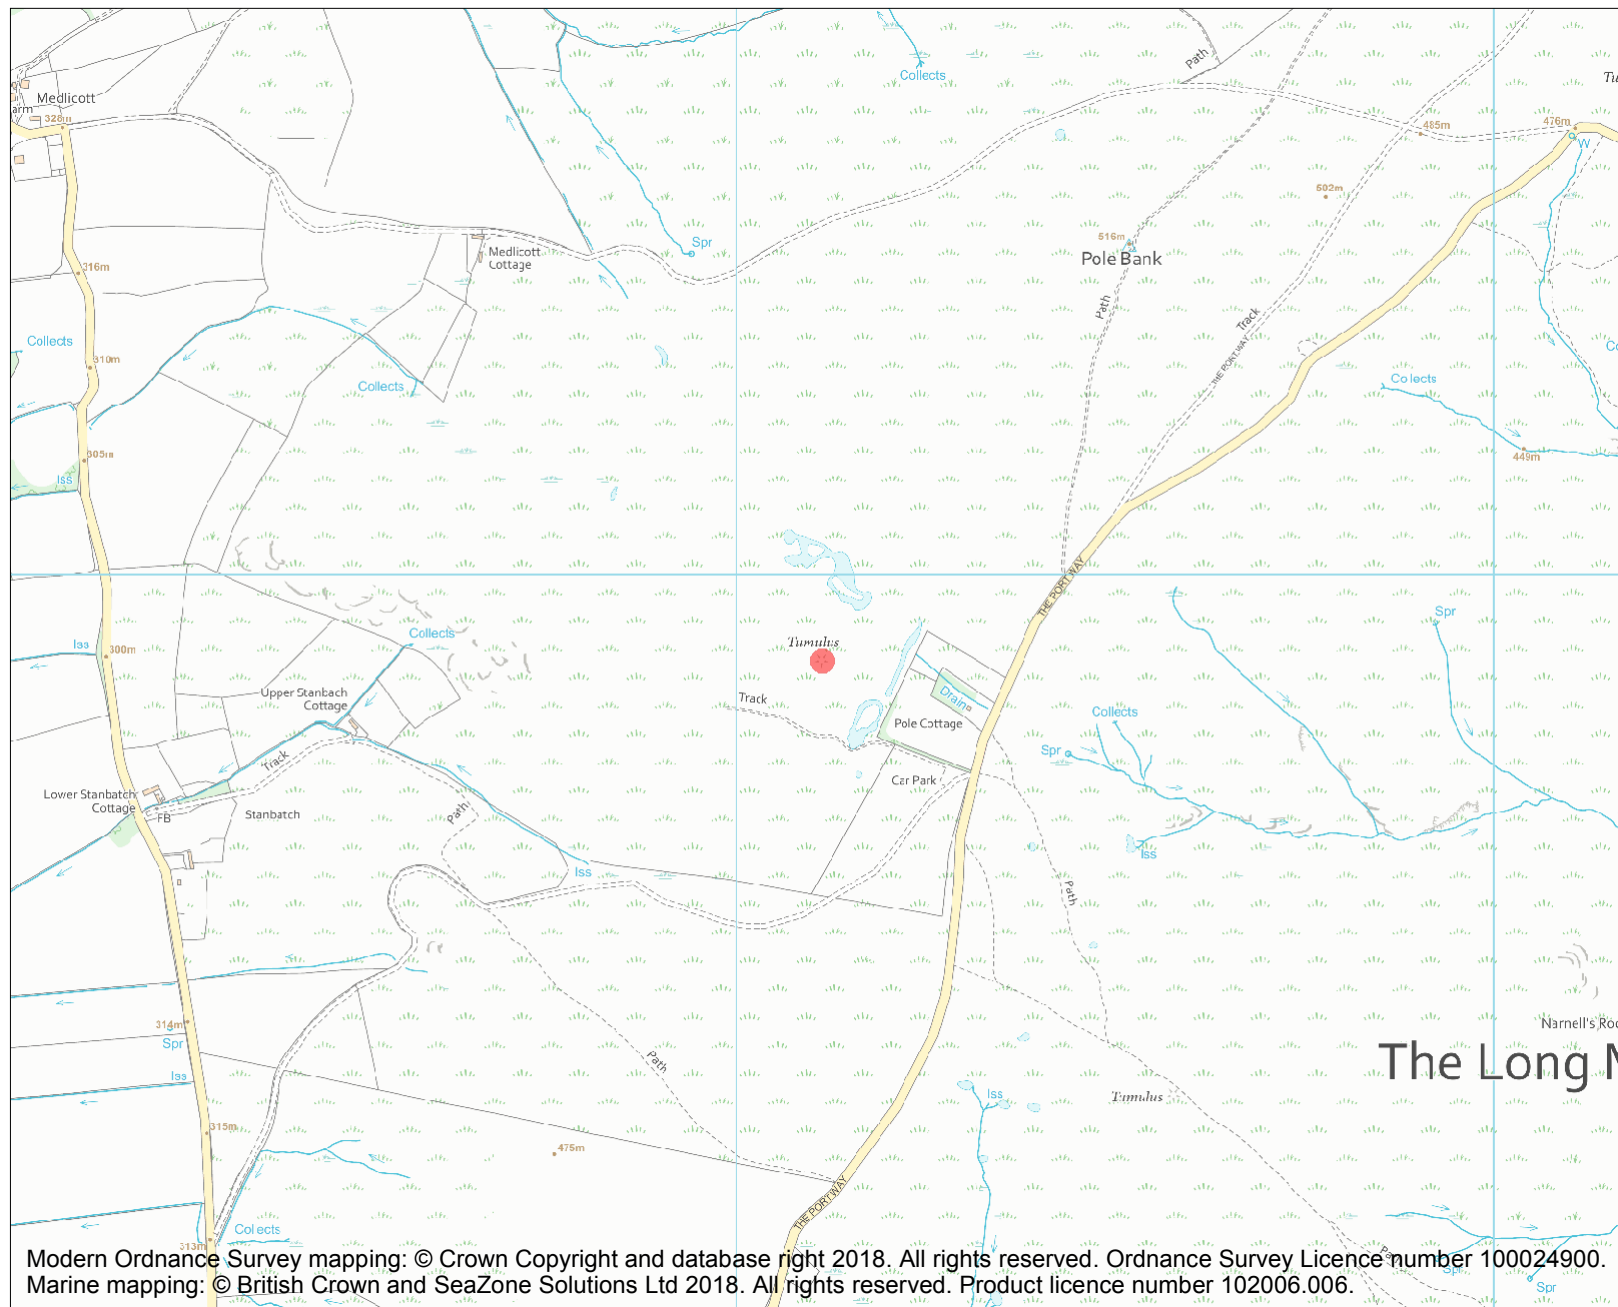 Path
Collects
Tu
Medlicott
arm
328m
485m
476m
W
502m
Spr
516m
Pole Bank
Medlicott
Cottage
316m
Path
Track
THE PORTWAY
Collects
310m
Collects
Collects
Co
305m
Iss
449m
THE PORTWAY
Spr
Collects
Tumulus
Iss
300m
Upper Stanbach
Cottage
Track
Drain
Pole Cottage
Collects
Spr
Track
Car Park
Lower Stanbatch
Cottage
FB
Stanbatch
Path
Iss
Iss
Path
314m
Spr
Narnell's Roc
The Long M
Path
Iss
Iss
Tumulus
315m
475m
THE PORTWAY
Collects
313m
Path
Spr
Spr
Modern Ordnance Survey mapping: © Crown Copyright and database right 2018. All rights reserved. Ordnance Survey Licence number 100024900.
Marine mapping: © British Crown and SeaZone Solutions Ltd 2018. All rights reserved. Product licence number 102006.006.